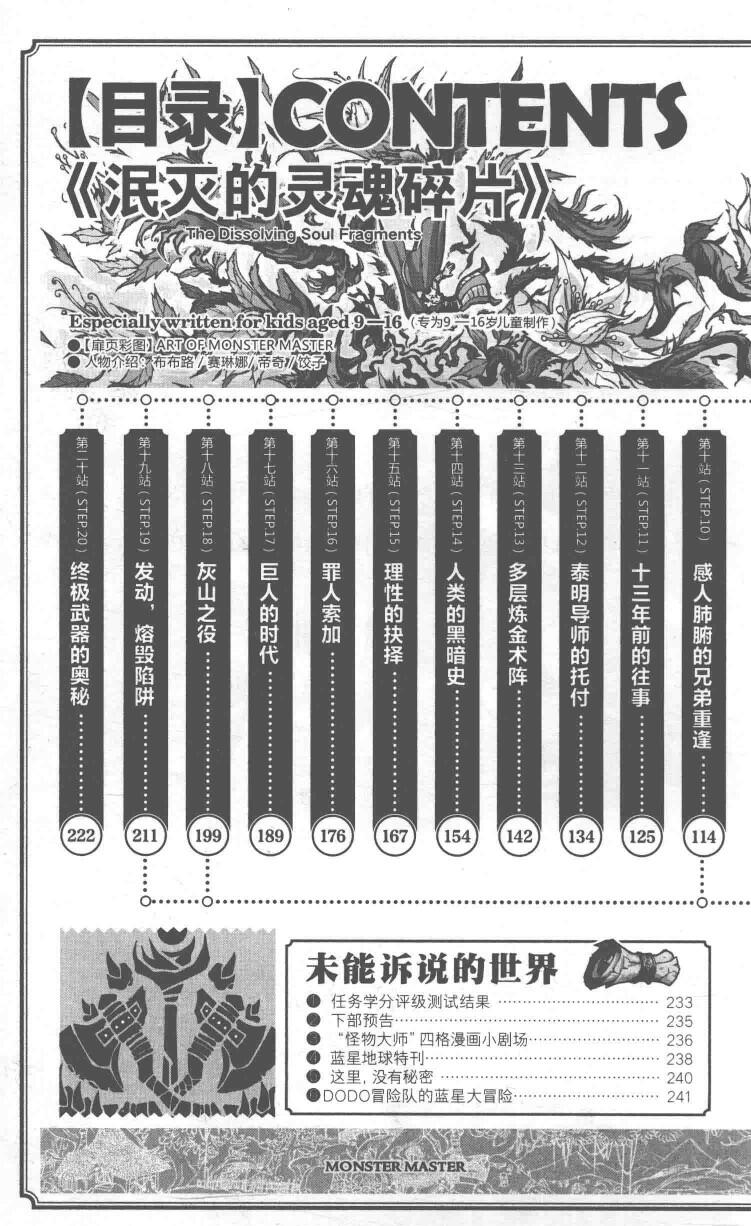 【目录】CONTENTS
《泯灭的灵魂碎片》
The Dissolving Soul Fragments
Especially written for kids aged 9—16（专为9—16岁儿童制作）
●【扉页彩图】ART OF MONSTER MASTER
●人物介绍：布布路 / 赛琳娜/ 帝奇 / 饺子
第十站(STEP.10) 感人肺腑的兄弟重逢 114
第十一站(STEP.11) 十三年前的往事 125
第十二站(STEP.12) 泰明导师的托付 134
第十三站(STEP.13) 多层炼金术阵 142
第十四站(STEP.14) 人类的黑暗史 154
第十五站(STEP.15) 理性的抉择 167
第十六站(STEP.16) 罪人索加 176
第十七站(STEP.17) 巨人的时代 189
第十八站(STEP.18) 灰山之役 199
第十九站(STEP.19) 发动，熔毁陷阱 211
第二十站(STEP.20) 终极武器的奥秘 222
未能诉说的世界
❶ 任务学分评级测试结果 233
❷ 下部预告 235
❸ “怪物大师”四格漫画小剧场 236
❹ 蓝星地球特刊 238
❺ 这里，没有秘密 240
❻ DODO冒险队的蓝星大冒险 241
MONSTER MASTER